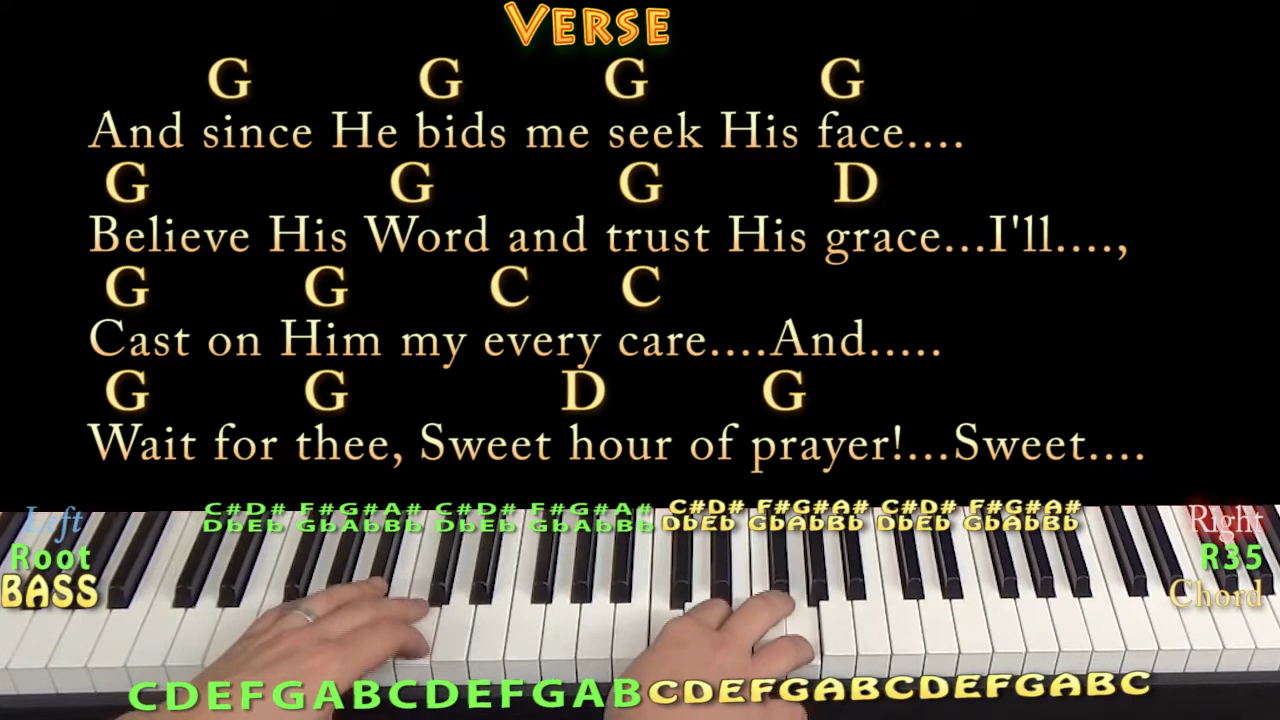 VERSE
G G G G
And since He bids me seek His face....
G G G D
Believe His Word and trust His grace...I'll....,
G G C C
Cast on Him my every care....And.....
G G D G
Wait for thee, Sweet hour of prayer!...Sweet....
Left C#D# F#G#A# C#D# F#G#A# C#D# F#G#A# C#D# F#G#A# Right
DbEb GbAbBb DbEb GbAbBb DbEb GbAbBb DbEb GbAbBb
Root R35
BASS Chord
CDEFGABCDEFGABCDEFGABCDEFGABC